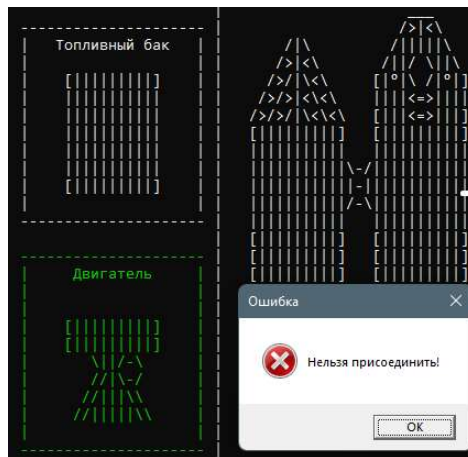 Топливный бак
Двигатель
Ошибка
Нельзя присоединить!
OK